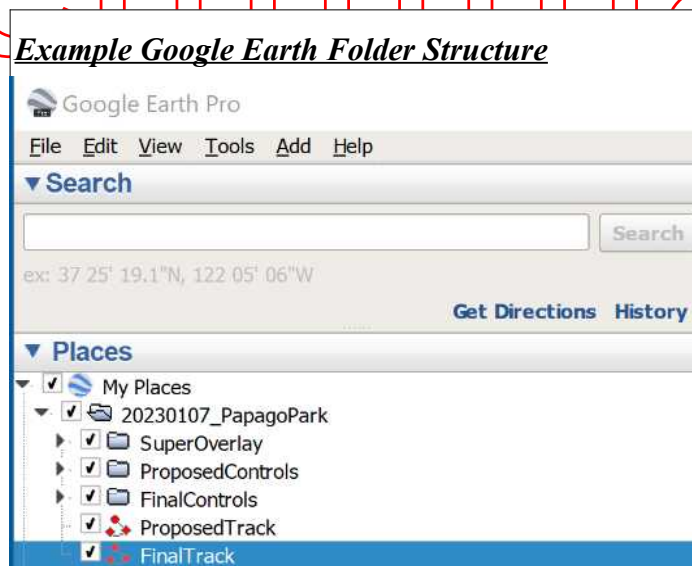 Example Google Earth Folder Structure
Google Earth Pro
File Edit View Tools Add Help
Search
Search
ex: 37 25' 19.1"N, 122 05' 06"W
Get Directions History
Places
My Places
20230107_PapagoPark
SuperOverlay
ProposedControls
FinalControls
ProposedTrack
FinalTrack